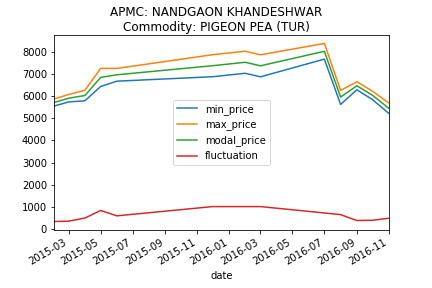 APMC: NANDGAON KHANDESHWAR
Commodity: PIGEON PEA (TUR)
8000
7000
6000
5000
4000
3000
2000
1000
0
min_price
max_price
modal_price
fluctuation
2015-03
2015-05
2015-07
2015-09
2015-11
2016-01
2016-03
2016-05
2016-07
2016-09
2016-11
date